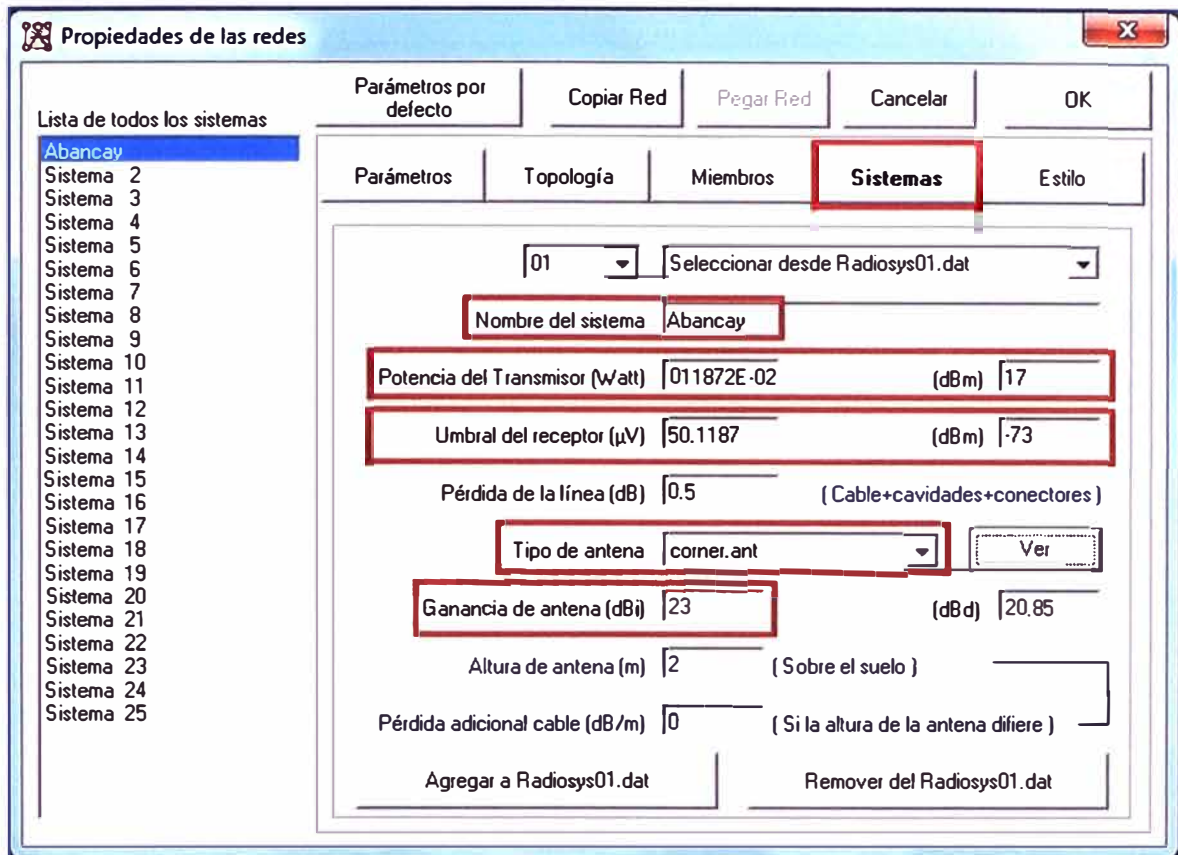 Propiedades de las redes
Lista de todos los sistemas
Abancay
Sistema 2
Sistema 3
Sistema 4
Sistema 5
Sistema 6
Sistema 7
Sistema 8
Sistema 9
Sistema 10
Sistema 11
Sistema 12
Sistema 13
Sistema 14
Sistema 15
Sistema 16
Sistema 17
Sistema 18
Sistema 19
Sistema 20
Sistema 21
Sistema 22
Sistema 23
Sistema 24
Sistema 25
Parámetros por defecto
Copiar Red
Pegar Red
Cancelar
OK
Parámetros
Topología
Miembros
Sistemas
Estilo
01
Seleccionar desde Radiosys01.dat
Nombre del sistema Abancay
Potencia del Transmisor (Watt) 011872E-02 (dBm) 17
Umbral del receptor (µV) 50.1187 (dBm) -73
Pérdida de la línea (dB) 0.5 ( Cable+cavidades+conectores )
Tipo de antena corner.ant Ver
Ganancia de antena (dBi) 23 (dBd) 20.85
Altura de antena (m) 2 ( Sobre el suelo )
Pérdida adicional cable (dB/m) 0 ( Si la altura de la antena difiere )
Agregar a Radiosys01.dat
Remover del Radiosys01.dat